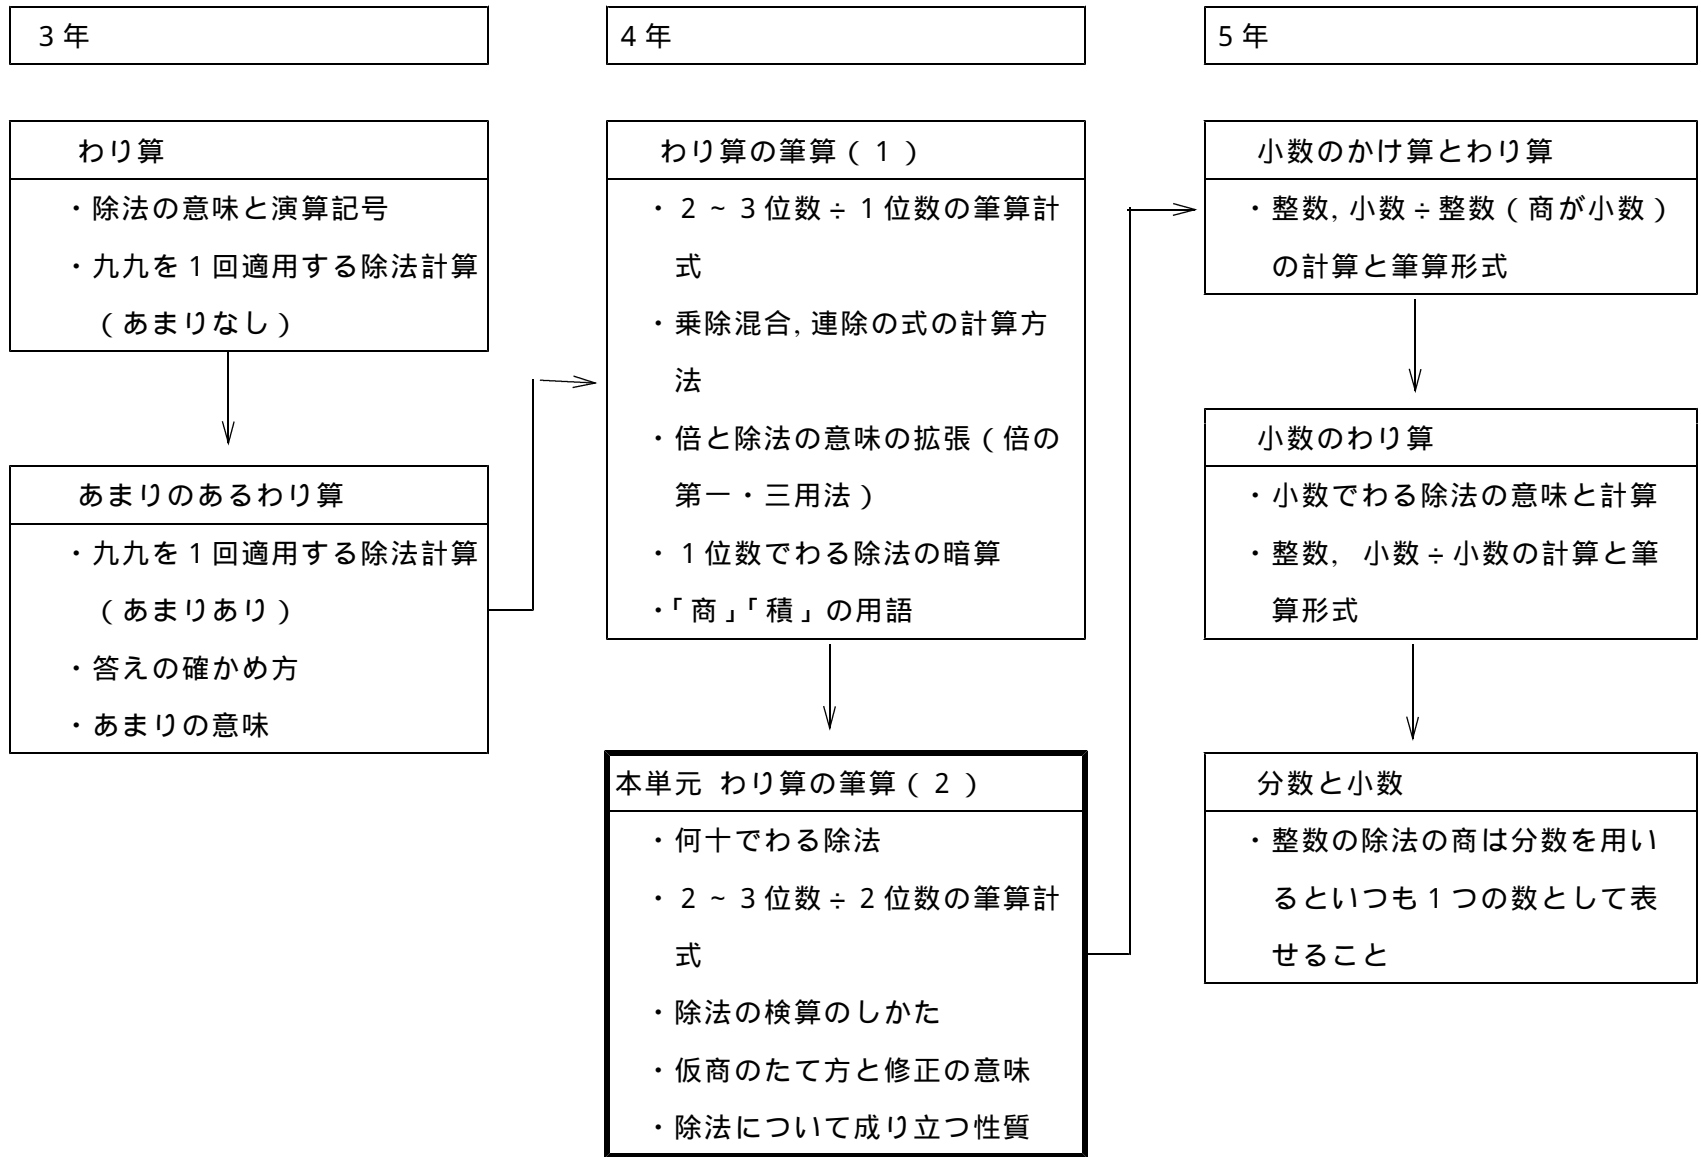 3年
わり算
・除法の意味と演算記号
・九九を1回適用する除法計算
（あまりなし）
あまりのあるわり算
・九九を1回適用する除法計算
（あまりあり）
・答えの確かめ方
・あまりの意味
4年
わり算の筆算（1）
・2~3位数÷1位数の筆算計
式
・乗除混合,連除の式の計算方
法
・倍と除法の意味の拡張（倍の
第一・三用法）
・1位数でわる除法の暗算
・「商」「積」の用語
本単元 わり算の筆算（2）
・何十でわる除法
・2~3位数÷2位数の筆算計
式
・除法の検算のしかた
・仮商のたて方と修正の意味
・除法について成り立つ性質
5年
小数のかけ算とわり算
・整数,小数÷整数（商が小数）
の計算と筆算形式
小数のわり算
・小数でわる除法の意味と計算
・整数, 小数÷小数の計算と筆
算形式
分数と小数
・整数の除法の商は分数を用い
るといつも1つの数として表
せること